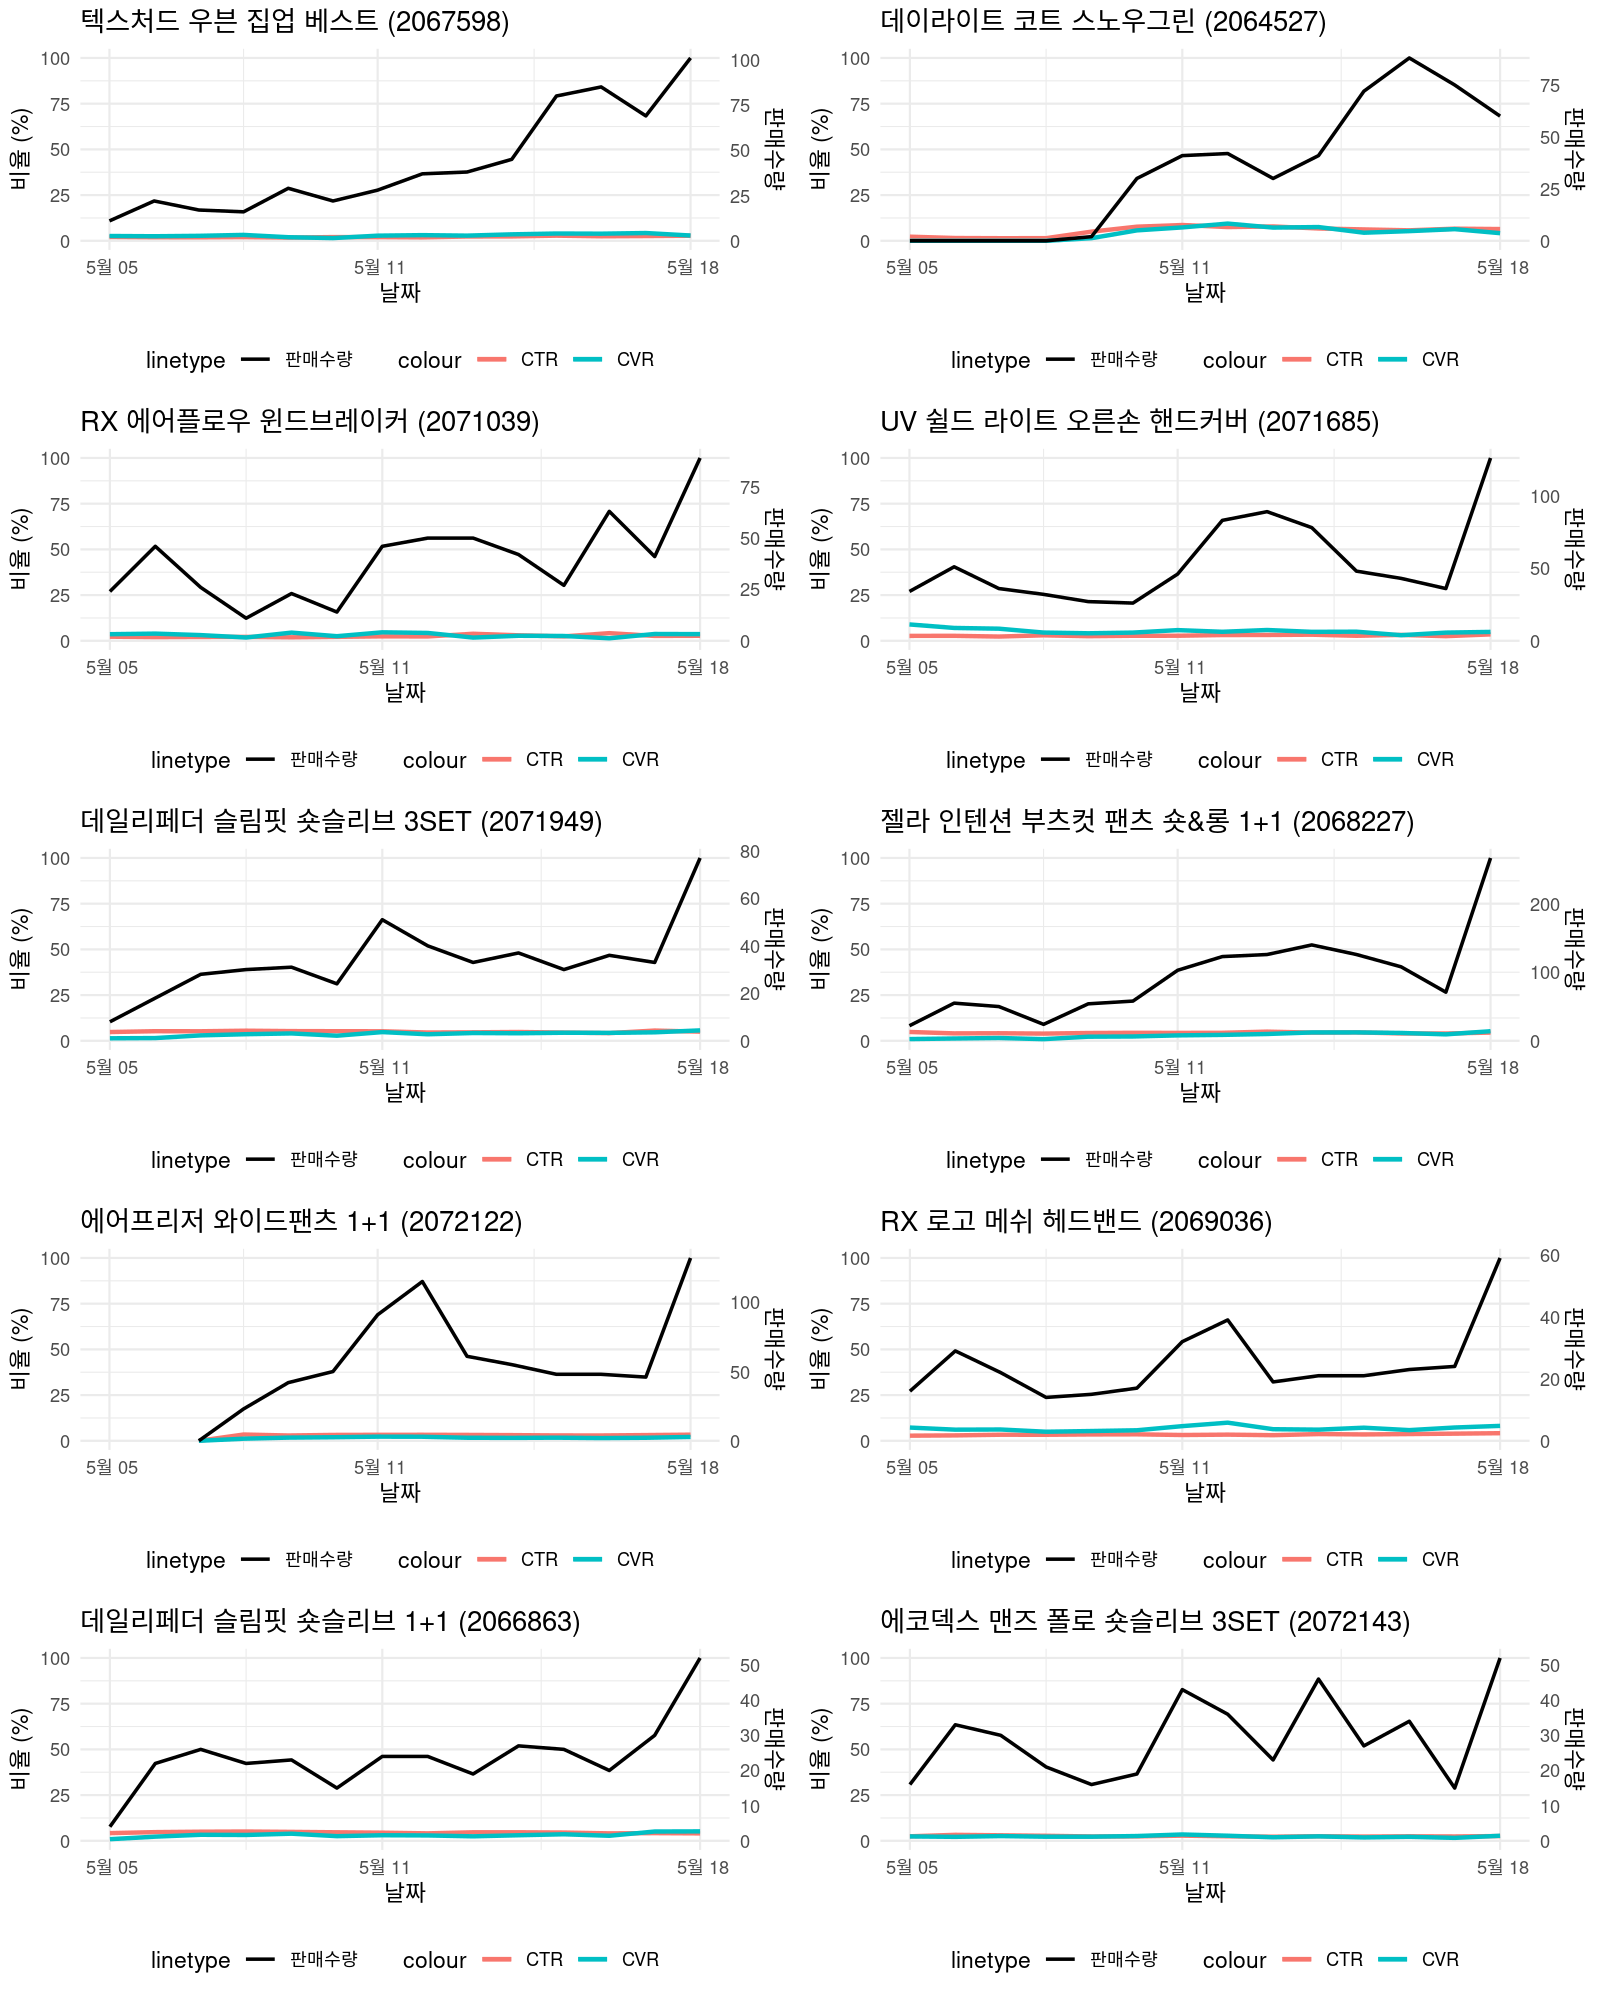 텍스처드 우븐 집업 베스트 (2067598)
100
75
50
25
0
비율 (%)
100
75
50
25
0
판매수량
5월 05
5월 11
5월 18
날짜
linetype 판매수량 colour CTR CVR
데이라이트 코트 스노우그린 (2064527)
100
75
50
25
0
비율 (%)
75
50
25
0
판매수량
5월 05
5월 11
5월 18
날짜
linetype 판매수량 colour CTR CVR
RX 에어플로우 윈드브레이커 (2071039)
100
75
50
25
0
비율 (%)
75
50
25
0
판매수량
5월 05
5월 11
5월 18
날짜
linetype 판매수량 colour CTR CVR
UV 쉴드 라이트 오른손 핸드커버 (2071685)
100
75
50
25
0
비율 (%)
100
50
0
판매수량
5월 05
5월 11
5월 18
날짜
linetype 판매수량 colour CTR CVR
데일리페더 슬림핏 숏슬리브 3SET (2071949)
100
75
50
25
0
비율 (%)
80
60
40
20
0
판매수량
5월 05
5월 11
5월 18
날짜
linetype 판매수량 colour CTR CVR
젤라 인텐션 부츠컷 팬츠 숏&롱 1+1 (2068227)
100
75
50
25
0
비율 (%)
200
100
0
판매수량
5월 05
5월 11
5월 18
날짜
linetype 판매수량 colour CTR CVR
에어프리저 와이드팬츠 1+1 (2072122)
100
75
50
25
0
비율 (%)
100
50
0
판매수량
5월 05
5월 11
5월 18
날짜
linetype 판매수량 colour CTR CVR
RX 로고 메쉬 헤드밴드 (2069036)
100
75
50
25
0
비율 (%)
60
40
20
0
판매수량
5월 05
5월 11
5월 18
날짜
linetype 판매수량 colour CTR CVR
데일리페더 슬림핏 숏슬리브 1+1 (2066863)
100
75
50
25
0
비율 (%)
50
40
30
20
10
0
판매수량
5월 05
5월 11
5월 18
날짜
linetype 판매수량 colour CTR CVR
에코덱스 맨즈 폴로 숏슬리브 3SET (2072143)
100
75
50
25
0
비율 (%)
50
40
30
20
10
0
판매수량
5월 05
5월 11
5월 18
날짜
linetype 판매수량 colour CTR CVR